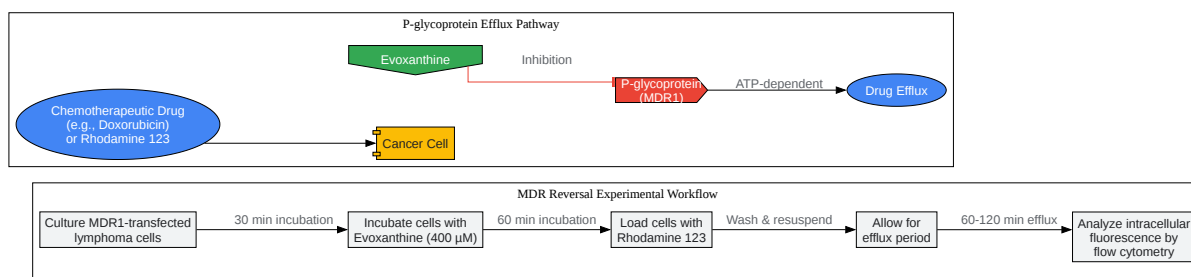 P-glycoprotein Efflux Pathway
Evoxanthine
Inhibition
P-glycoprotein
(MDR1)
ATP-dependent
Drug Efflux
Chemotherapeutic Drug
(e.g., Doxorubicin)
or Rhodamine 123
Cancer Cell
MDR Reversal Experimental Workflow
Culture MDR1-transfected
lymphoma cells
30 min incubation
Incubate cells with
Evoxanthine (400 µM)
60 min incubation
Load cells with
Rhodamine 123
Wash & resuspend
Allow for
efflux period
60-120 min efflux
Analyze intracellular
fluorescence by
flow cytometry